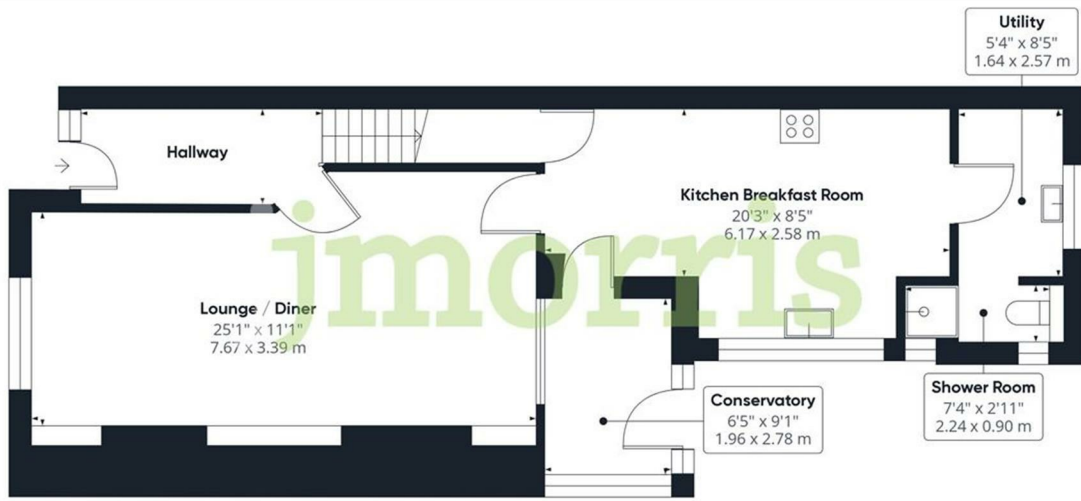 Utility
5'4" x 8'5"
1.64 x 2.57 m
Hallway
Kitchen Breakfast Room
20'3" x 8'5"
6.17 x 2.58 m
jmorris
Lounge / Diner
25'1" x 11'1"
7.67 x 3.39 m
Conservatory
6'5" x 9'1"
1.96 x 2.78 m
Shower Room
7'4" x 2'11"
2.24 x 0.90 m